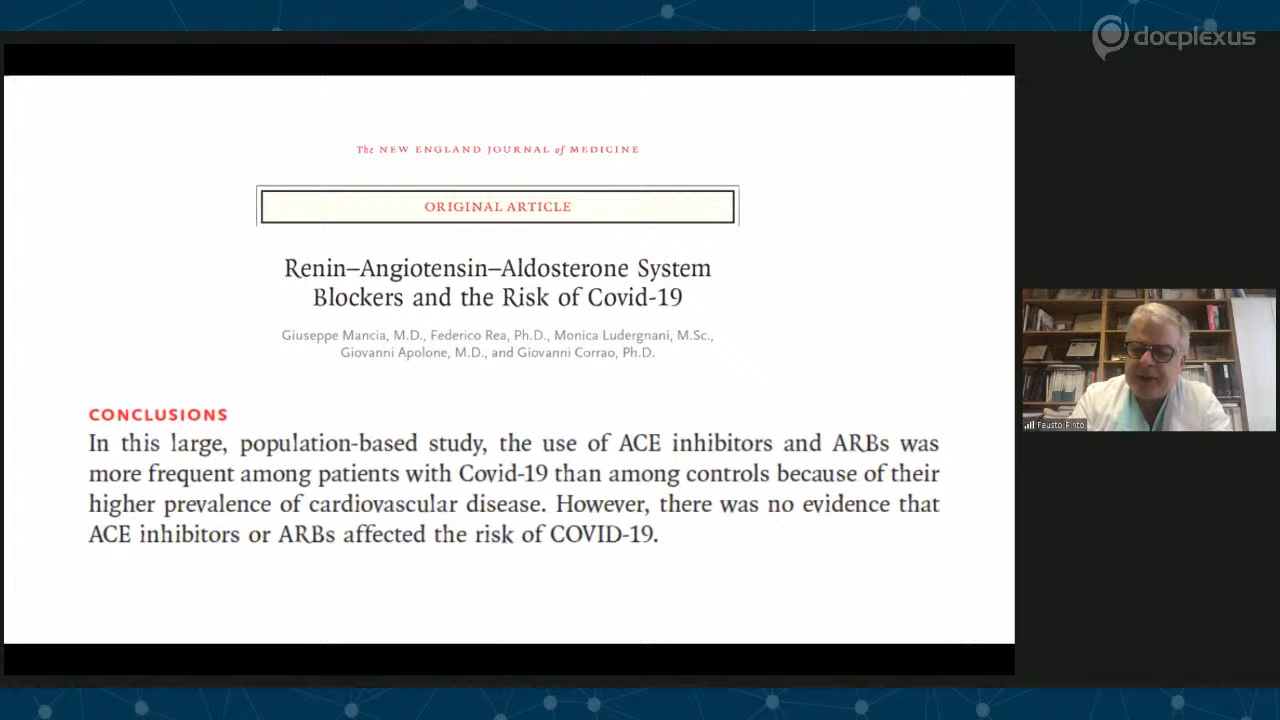 docplexus
The NEW ENGLAND JOURNAL of MEDICINE
ORIGINAL ARTICLE
Renin–Angiotensin–Aldosterone System
Blockers and the Risk of Covid-19
Giuseppe Mancia, M.D., Federico Rea, Ph.D., Monica Ludergnani, M.Sc.,
Giovanni Apolone, M.D., and Giovanni Corrao, Ph.D.
CONCLUSIONS
In this large, population-based study, the use of ACE inhibitors and ARBs was
more frequent among patients with Covid-19 than among controls because of their
higher prevalence of cardiovascular disease. However, there was no evidence that
ACE inhibitors or ARBs affected the risk of COVID-19.
Fausto Pinto